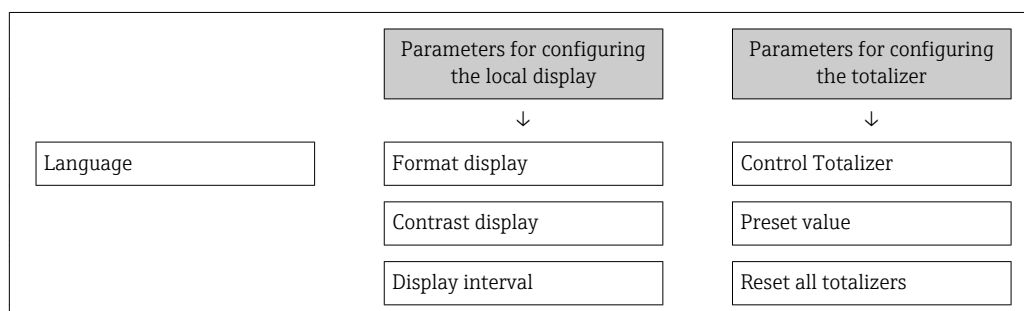 Parameters for configuring
the local display
Parameters for configuring
the totalizer
↓
↓
Language
Format display
Control Totalizer
Contrast display
Preset value
Display interval
Reset all totalizers